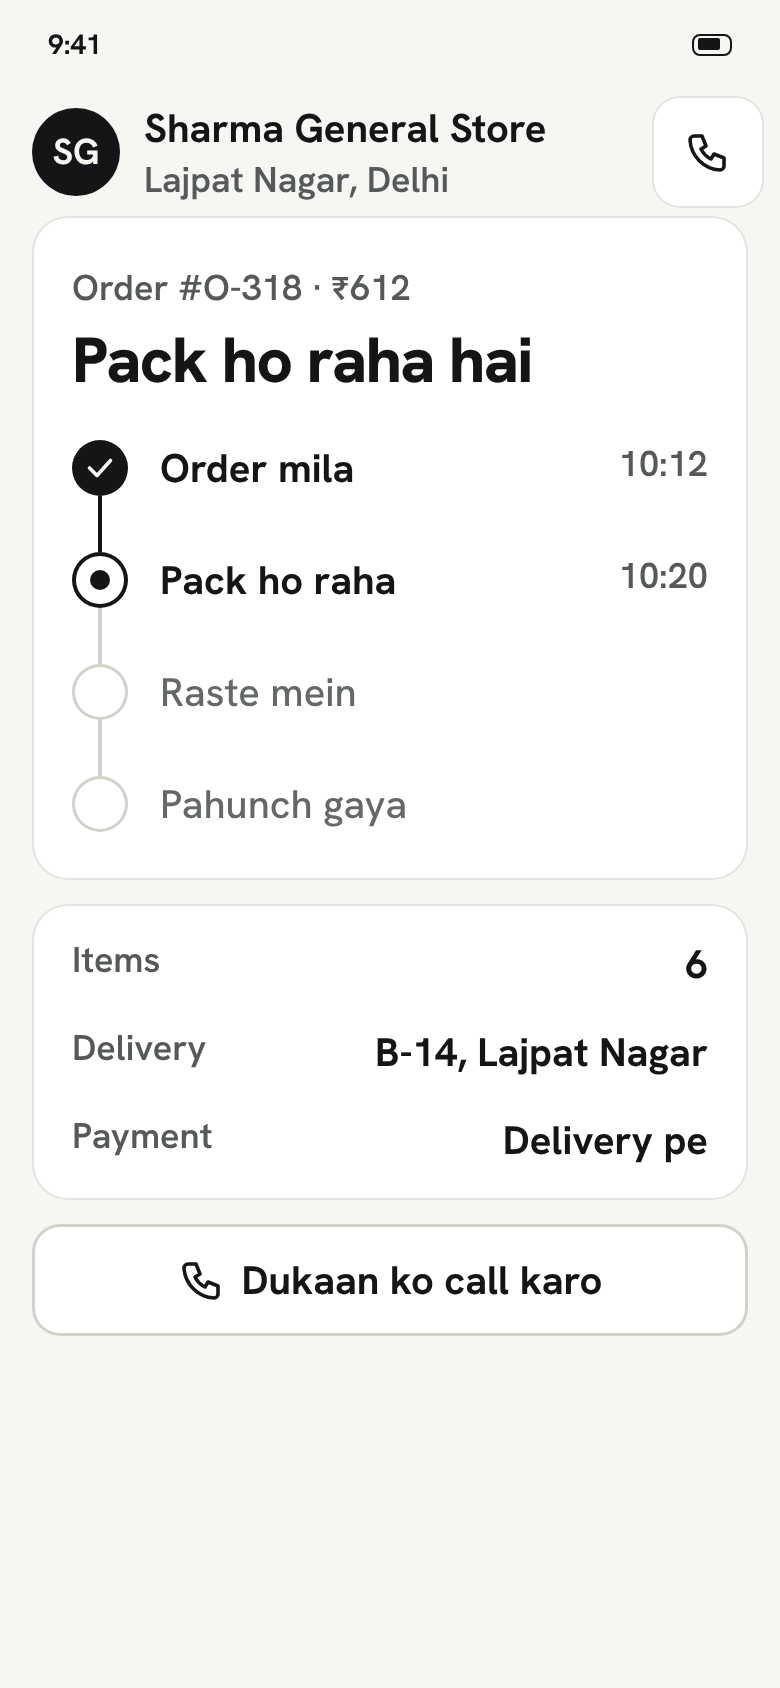 9:41
SG
Sharma General Store
Lajpat Nagar, Delhi
Order #O-318 · ₹612
Pack ho raha hai
Order mila 10:12
Pack ho raha 10:20
Raste mein
Pahunch gaya
Items 6
Delivery B-14, Lajpat Nagar
Payment Delivery pe
Dukaan ko call karo